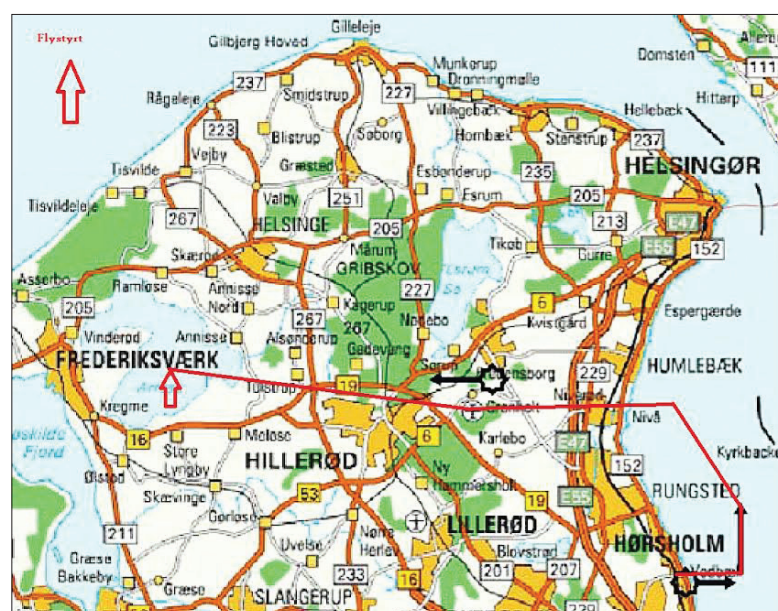 Flystyrt
Gilleleje
Gilbjerg Hoved
Domsten
111
Munkerup
Dronningmølle
Hittarp
237
Smidstrup
227
Villingebæk
Rågeleje
Hellebæk
223
Blistrup
Søborg
Hornbæk
Stenstrup
237
Græsted
HELSINGØR
Vejby
Tisvilde
Esbønderup
235
Esrum
205
Tisvildeleje
Valby
251
267
HELSINGE
205
213
E47
Tikøb
E55
152
Skærød
Mårum
GRIBSKOV
Gurre
Asserbo
Ramløse
Annisse
Nord
227
6
Espergærde
205
Kagerup
267
267
Kvistgård
Vinderød
Annisse
Alsønderup
Nødebo
FREDERIKSVÆRK
Gadevang
Sørup
HUMLEBÆK
Fredensborg
229
Tulstrup
19
Nivå
Kregme
Grønholt
16
Store
Lyngby
Meløse
6
Karlebo
E47
Kyrkbacke
HILLERØD
152
Ølsted
Ny
Hammersholt
Skævinge
53
19
E55
RUNGSTED
Gørløse
LILLERØD
211
Nørre
Herlev
HØRSHOLM
Uvelse
Blovstrød
Vedbæk
Græse
Bakkeby
Græse
233
16
201
207
SLANGERUP
229